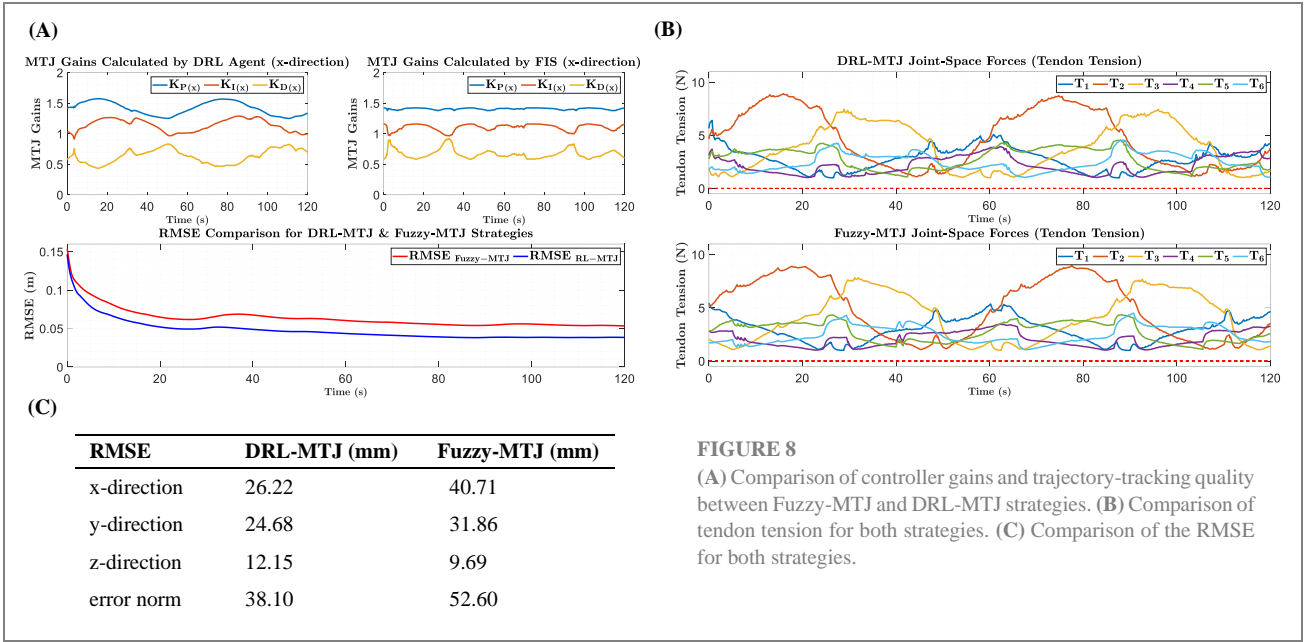 (A)
MTJ Gains Calculated by DRL Agent (x-direction)
K_P(x) K_I(x) K_D(x)
MTJ Gains
2
1.5
1
0.5
0
0 20 40 60 80 100 120
Time (s)
MTJ Gains Calculated by FIS (x-direction)
K_P(x) K_I(x) K_D(x)
MTJ Gains
2
1.5
1
0.5
0
0 20 40 60 80 100 120
Time (s)
RMSE Comparison for DRL-MTJ & Fuzzy-MTJ Strategies
RMSE Fuzzy−MTJ RMSE RL−MTJ
RMSE (m)
0.15
0.10
0.05
0
0 20 40 60 80 100 120
Time (s)
(B)
DRL-MTJ Joint-Space Forces (Tendon Tension)
T1 T2 T3 T4 T5 T6
Tendon Tension (N)
10
5
0
0 20 40 60 80 100 120
Time (s)
Fuzzy-MTJ Joint-Space Forces (Tendon Tension)
T1 T2 T3 T4 T5 T6
Tendon Tension (N)
10
5
0
0 20 40 60 80 100 120
Time (s)
(C)
RMSE DRL-MTJ (mm) Fuzzy-MTJ (mm)
x-direction 26.22 40.71
y-direction 24.68 31.86
z-direction 12.15 9.69
error norm 38.10 52.60
FIGURE 8
(A) Comparison of controller gains and trajectory-tracking quality
between Fuzzy-MTJ and DRL-MTJ strategies. (B) Comparison of
tendon tension for both strategies. (C) Comparison of the RMSE
for both strategies.